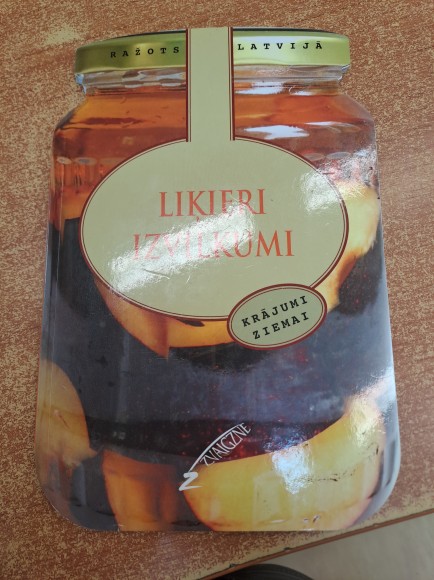 RAŽOTS LATVIJĀ
LIĶIERI
IZVILKUMI
KRĀJUMI
ZIEMAI
ZVAIGZNE